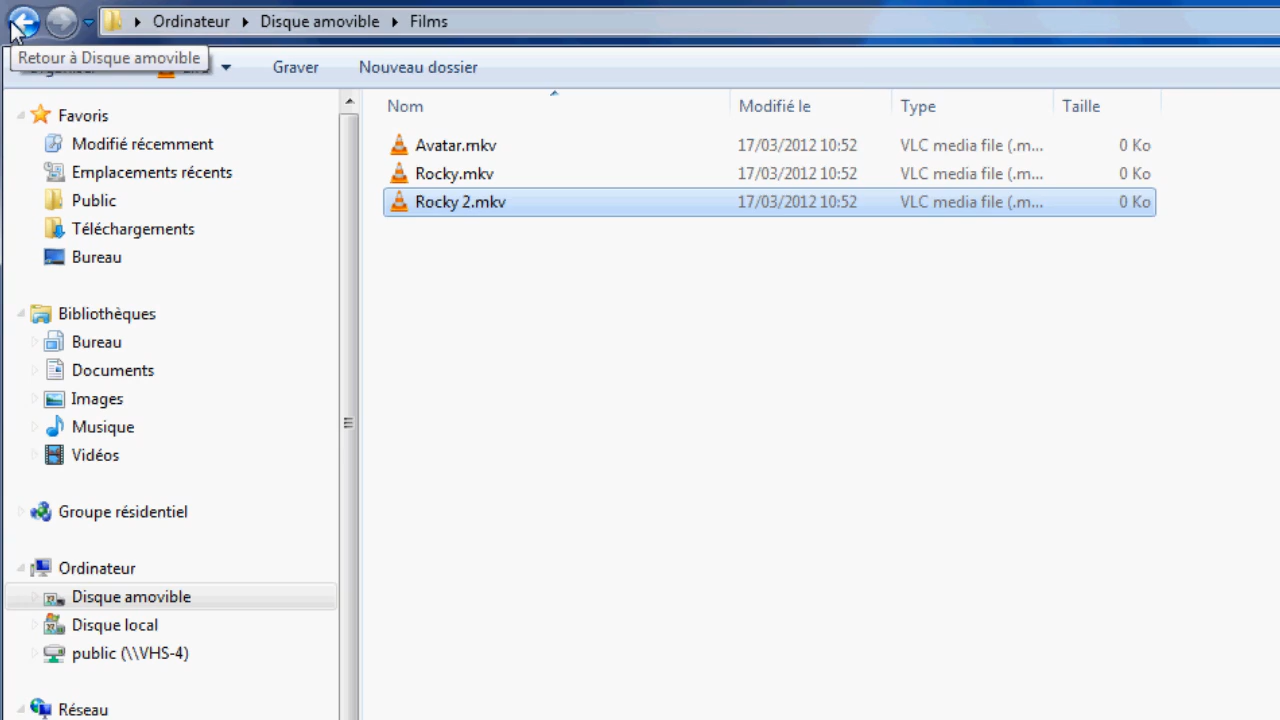 Ordinateur Disque amovible Films
Retour à Disque amovible
Graver Nouveau dossier
Nom Modifié le Type Taille
Avatar.mkv 17/03/2012 10:52 VLC media file (.m... 0 Ko
Rocky.mkv 17/03/2012 10:52 VLC media file (.m... 0 Ko
Rocky 2.mkv 17/03/2012 10:52 VLC media file (.m... 0 Ko
Favoris
Modifié récemment
Emplacements récents
Public
Téléchargements
Bureau
Bibliothèques
Bureau
Documents
Images
Musique
Vidéos
Groupe résidentiel
Ordinateur
Disque amovible
Disque local
public (\\VHS-4)
Réseau